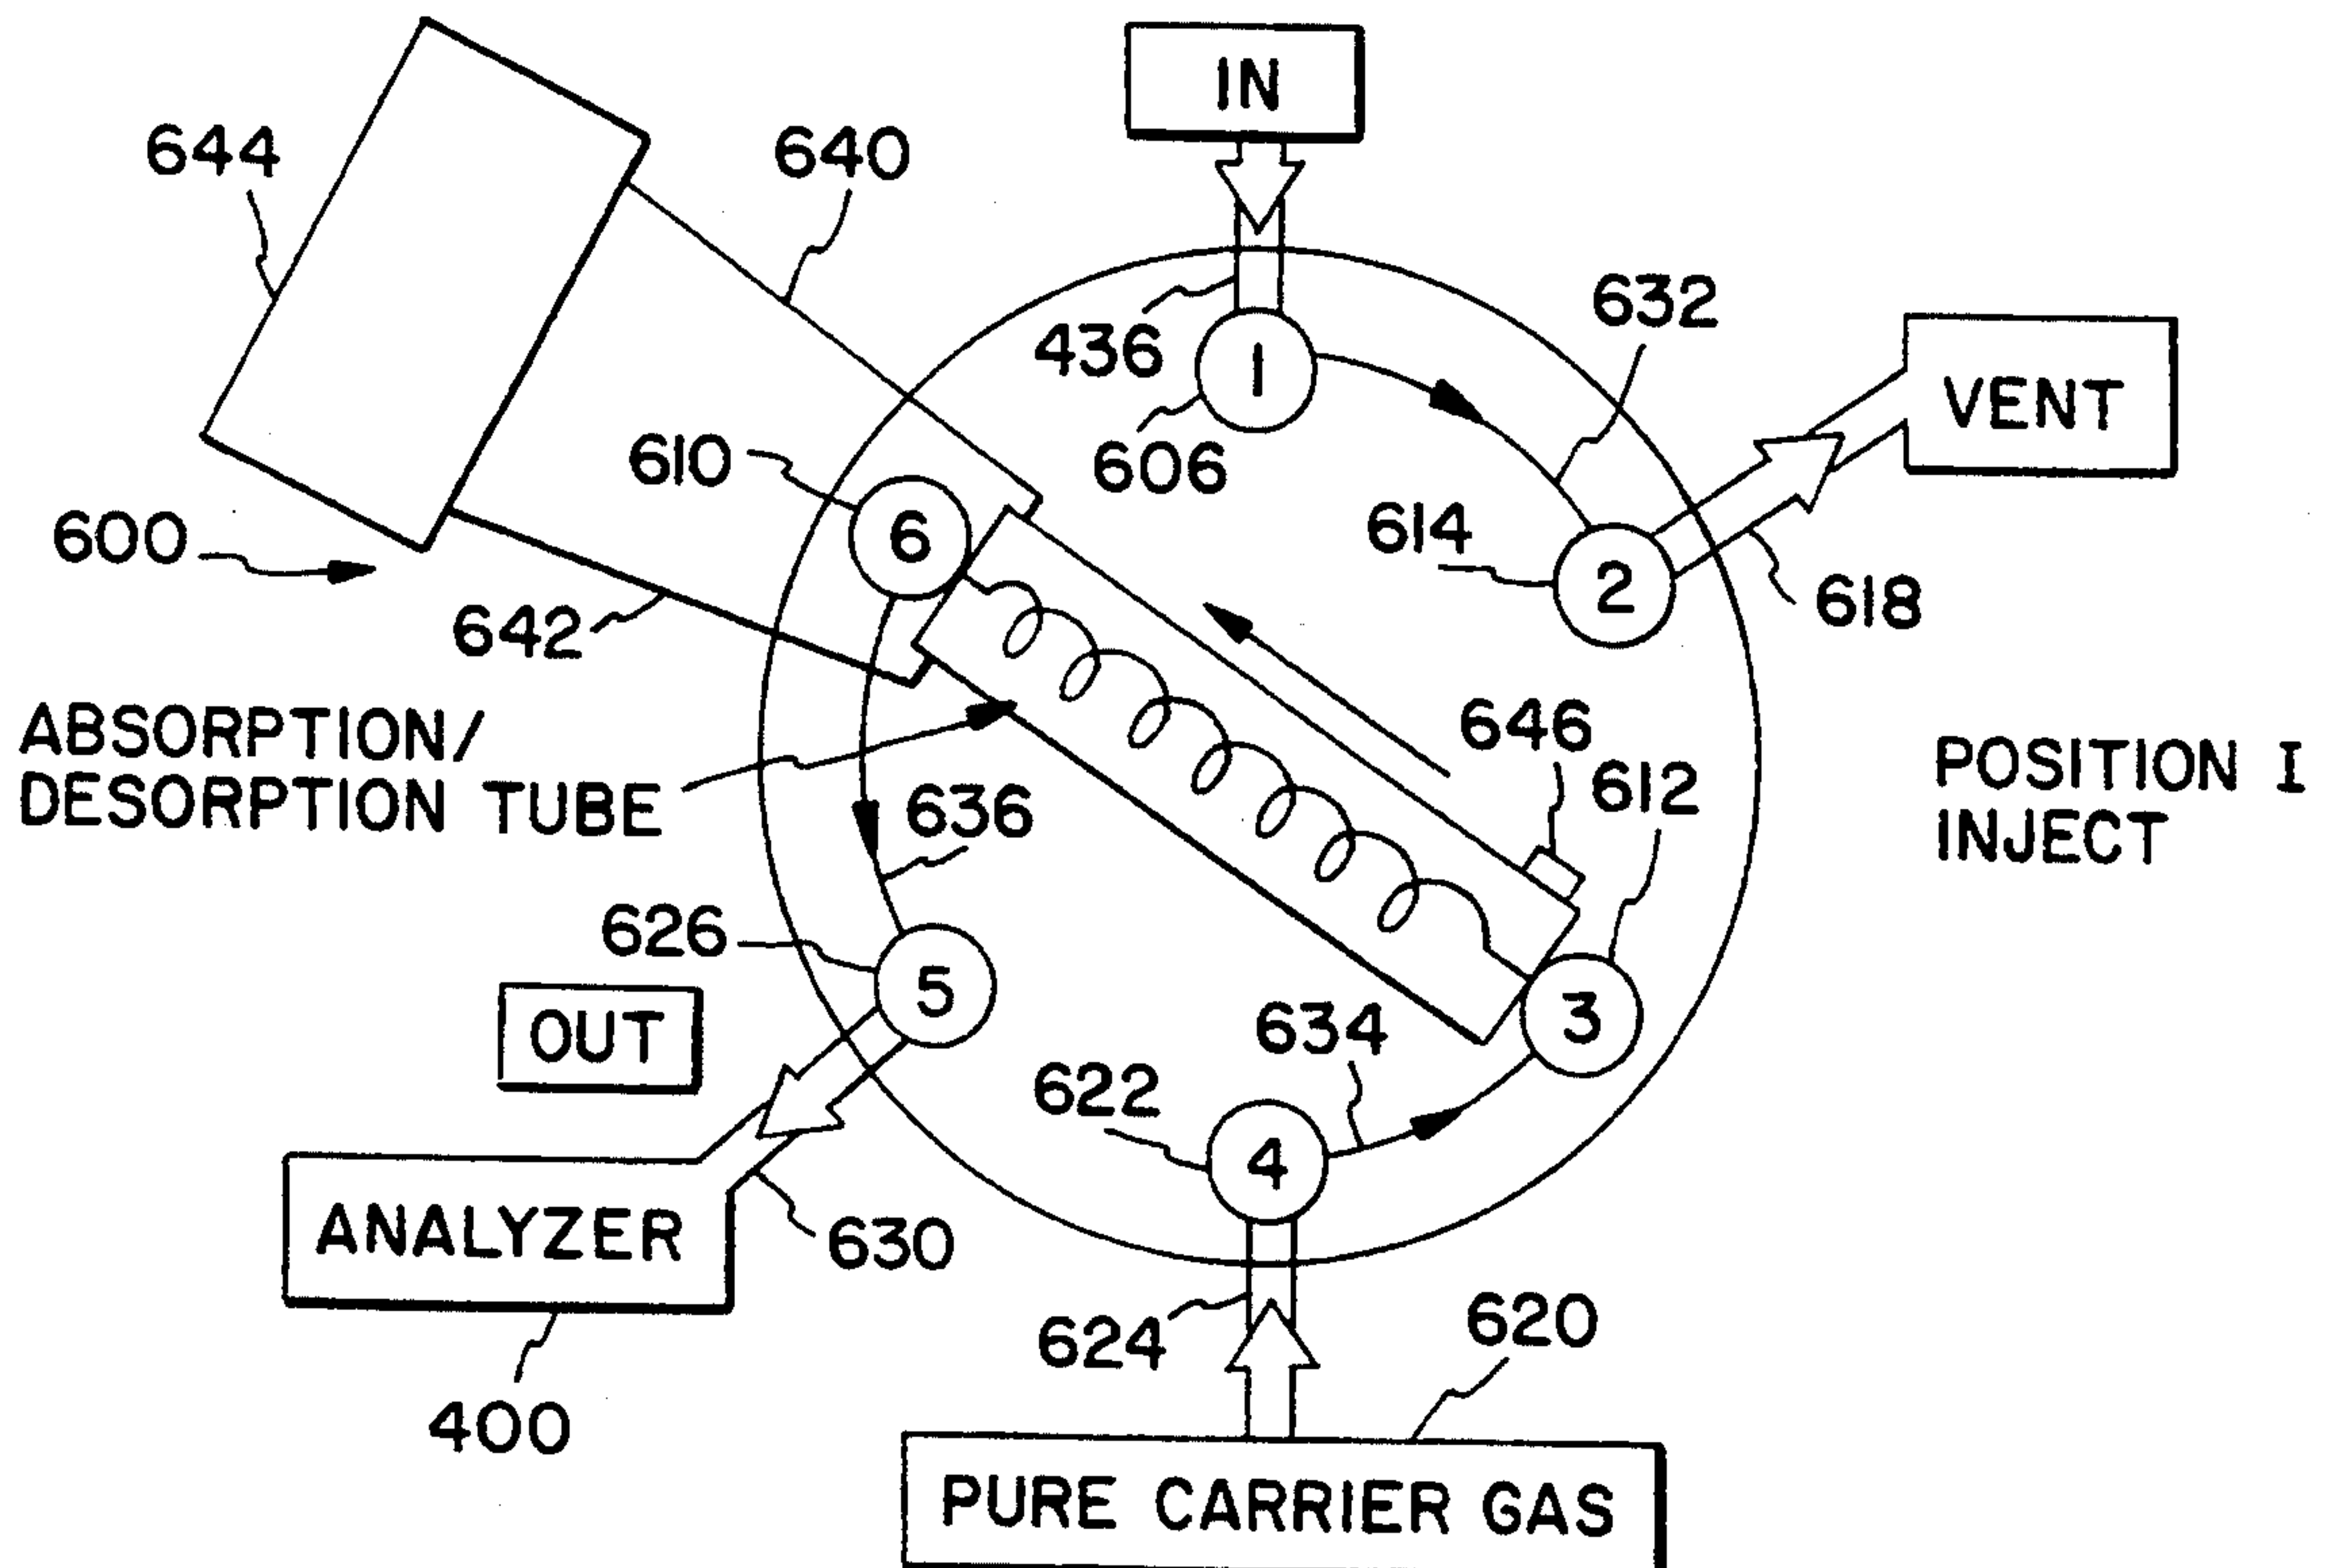 IN
644
640
632
436
1
VENT
606
610
614
6
600
2
618
642
646
ABSORPTION/
DESORPTION TUBE
612
636
POSITION I
INJECT
626
5
3
OUT
634
622
4
ANALYZER
630
624
620
400
PURE CARRIER GAS